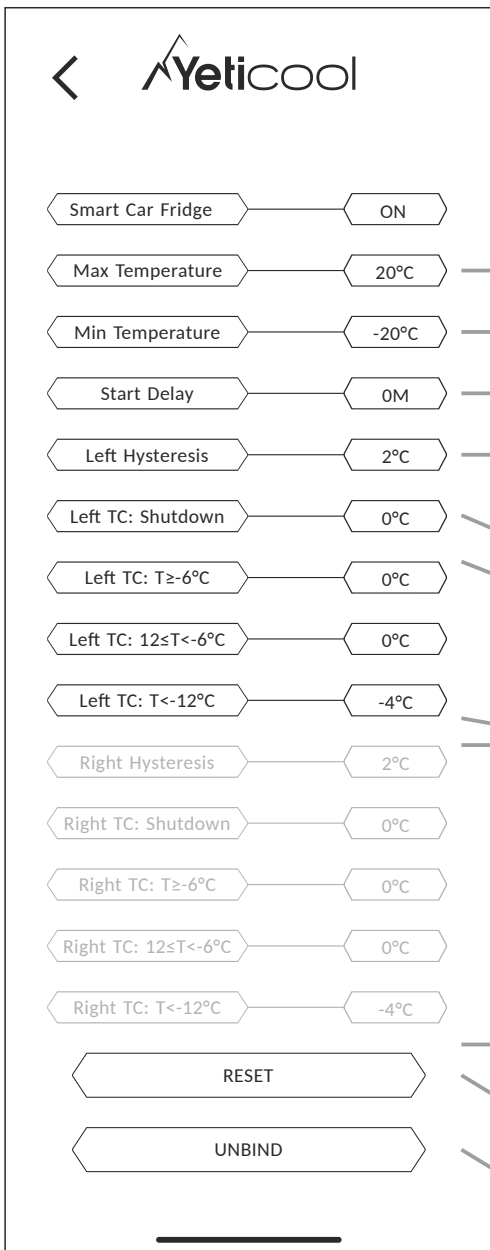 Yeticool
Smart Car Fridge ON
Max Temperature 20°C
Min Temperature -20°C
Start Delay 0M
Left Hysteresis 2°C
Left TC: Shutdown 0°C
Left TC: T≥-6°C 0°C
Left TC: 12≤T<-6°C 0°C
Left TC: T<-12°C -4°C
Right Hysteresis 2°C
Right TC: Shutdown 0°C
Right TC: T≥-6°C 0°C
Right TC: 12≤T<-6°C 0°C
Right TC: T<-12°C -4°C
RESET
UNBIND